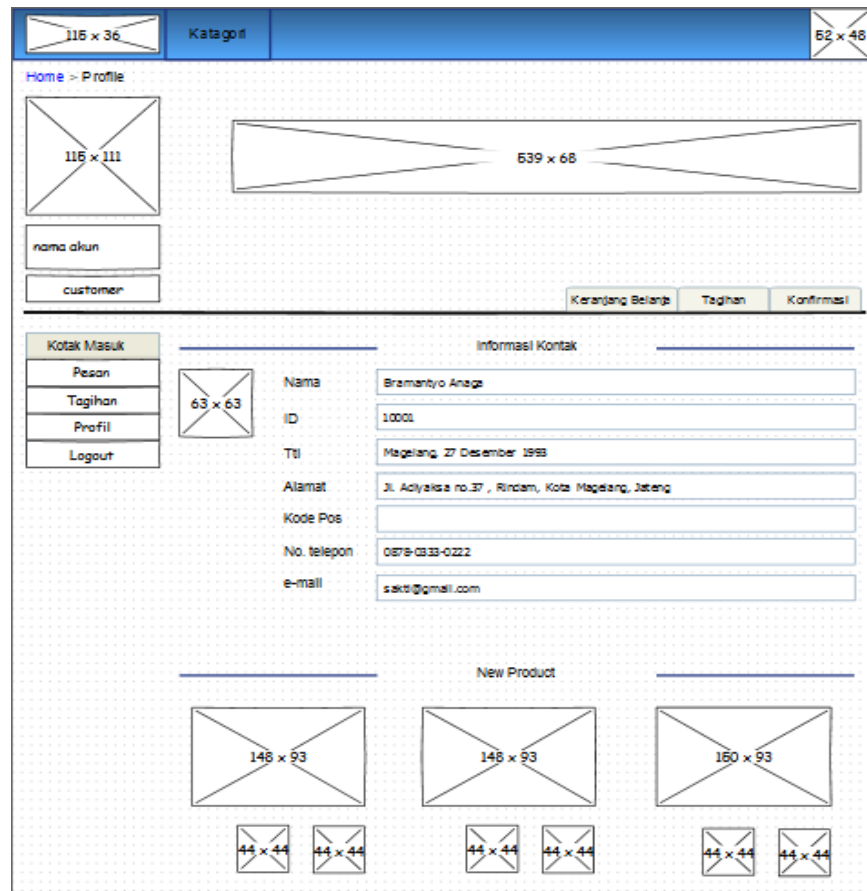 115 x 36
Katagori
52 x 48
Home > Profile
115 x 111
539 x 68
nama akun
customer
Keranjang Belanja
Tagihan
Konfirmasi
Kotak Masuk
Pesan
Tagihan
Profil
Logout
Informasi Kontak
63 x 63
Nama
Bramantyo Anaga
ID
10001
Ttl
Magelang, 27 Desember 1993
Alamat
Jl. Adiyaksa no.37 , Rindam, Kota Magelang, Jateng
Kode Pos
No. telepon
0878-0333-0222
e-mail
sakti@gmail.com
New Product
148 x 93
148 x 93
150 x 93
44 x 44
44 x 44
44 x 44
44 x 44
44 x 44
44 x 44